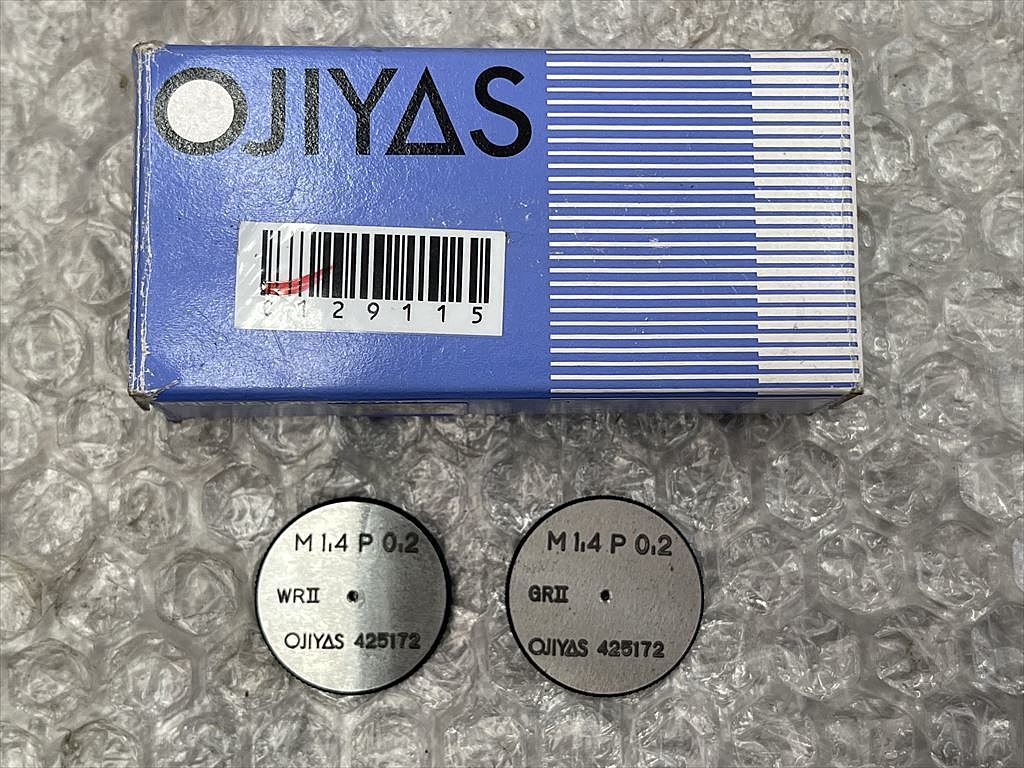 OJIYAS
0129115
M 1.4 P 0.2
WRII
OJIYAS 425172
M 1.4 P 0.2
GRII
OJIYAS 425172